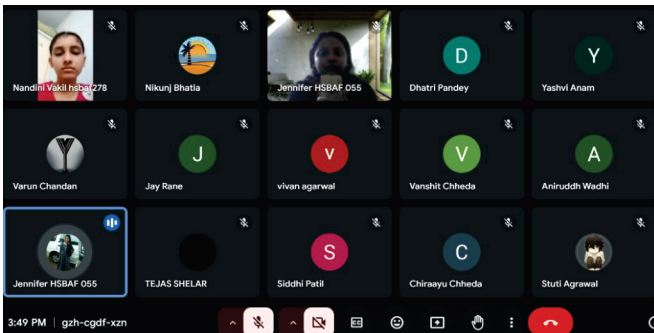 Nandini Vakil hsbaf278
Nikunj Bhatia
Jennifer HSBAF 055
D
Dhatri Pandey
Y
Yashvi Anam
Varun Chandan
J
Jay Rane
v
vivan agarwal
V
Vanshit Chheda
A
Aniruddh Wadhi
Jennifer HSBAF 055
TEJAS SHELAR
S
Siddhi Patil
C
Chiraayu Chheda
Stuti Agrawal
3:49 PM | gzh-cgdf-xzn
CC